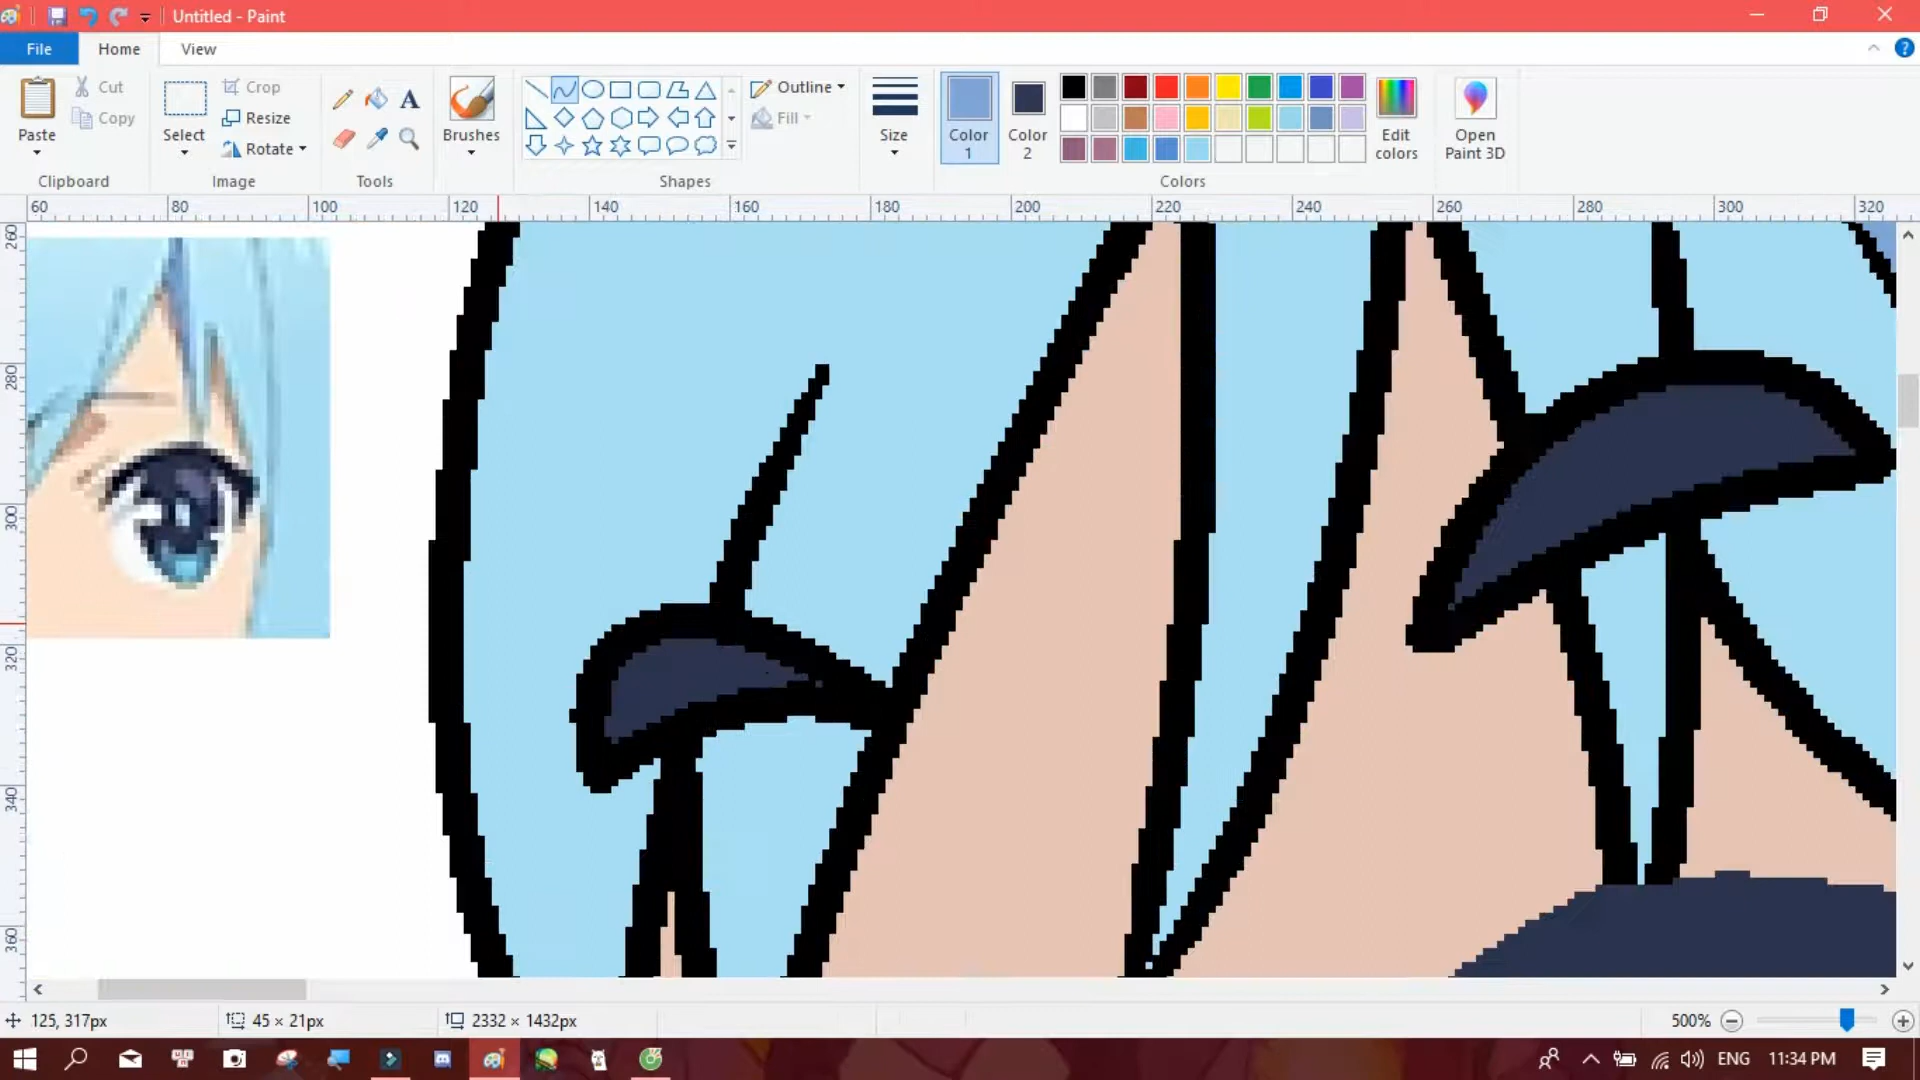 Untitled - Paint
File Home View
Paste
Cut
Copy
Clipboard
Select
Crop
Resize
Rotate
Image
Tools
Brushes
Shapes
Outline
Fill
Size
Color 1
Color 2
Edit colors
Open Paint 3D
Colors
60 80 100 120 140 160 180 200 220 240 260 280 300 320
260
280
300
320
340
360
125, 317px 45 × 21px 2332 × 1432px 500%
ENG 11:34 PM